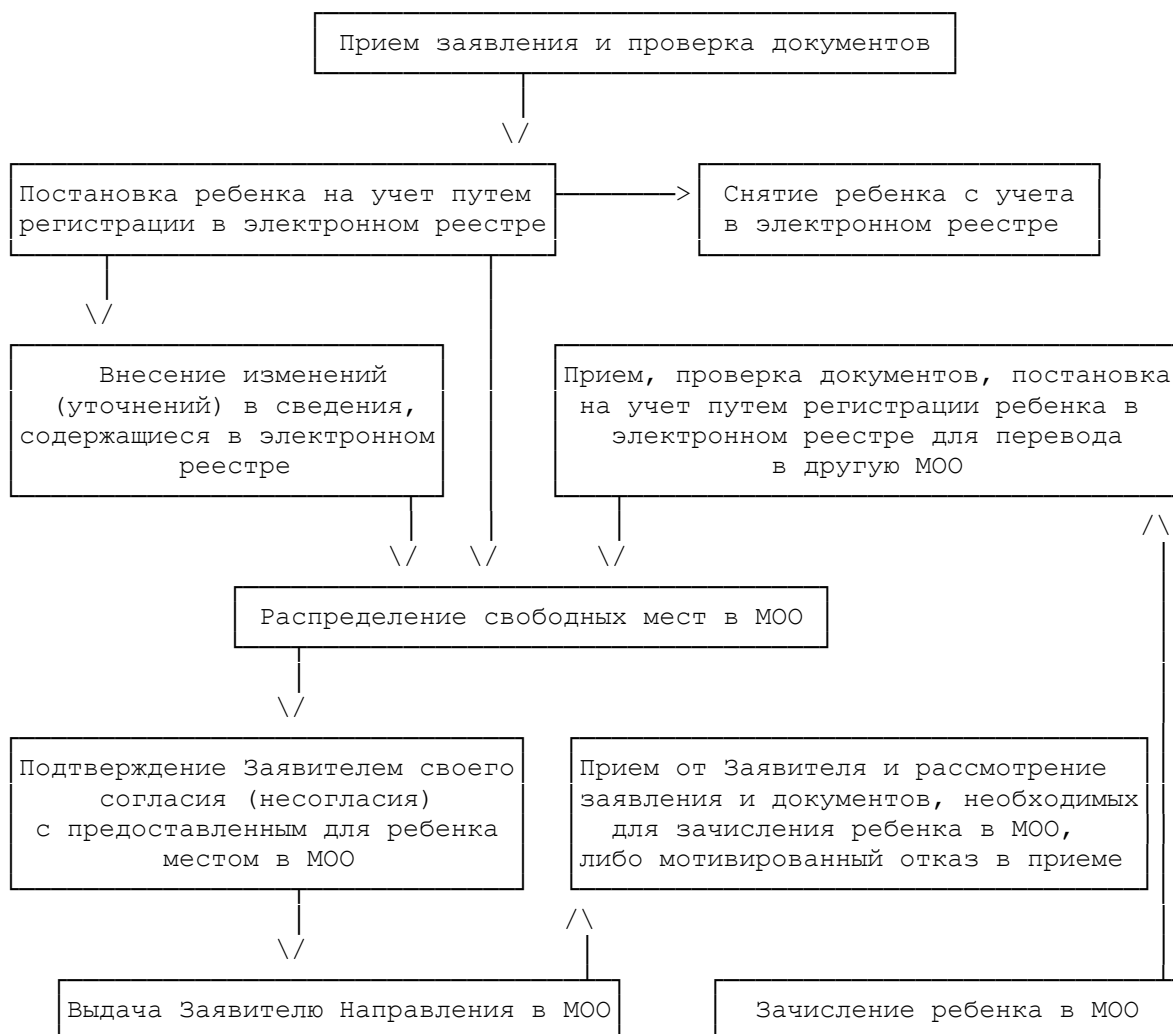 Прием заявления и проверка документов
Постановка ребенка на учет путем
регистрации в электронном реестре
Снятие ребенка с учета
в электронном реестре
Внесение изменений
(уточнений) в сведения,
содержащиеся в электронном
реестре
Прием, проверка документов, постановка
на учет путем регистрации ребенка в
электронном реестре для перевода
в другую МОО
Распределение свободных мест в МОО
Подтверждение Заявителем своего
согласия (несогласия)
с предоставленным для ребенка
местом в МОО
Прием от Заявителя и рассмотрение
заявления и документов, необходимых
для зачисления ребенка в МОО,
либо мотивированный отказ в приеме
Выдача Заявителю Направления в МОО
Зачисление ребенка в МОО